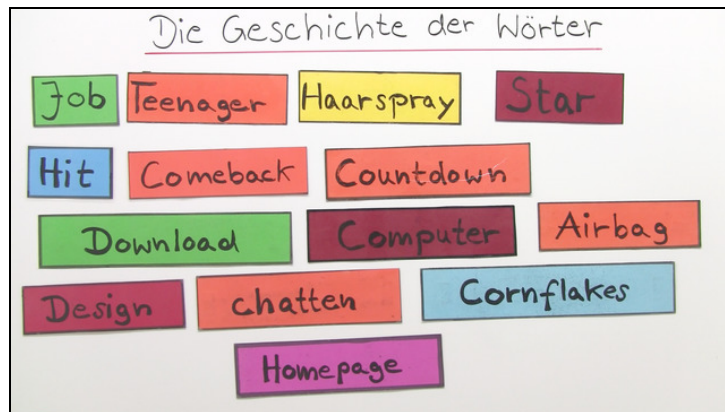 Die Geschichte der Wörter
Job Teenager Haarspray Star
Hit Comeback Countdown
Download Computer Airbag
Design chatten Cornflakes
Homepage